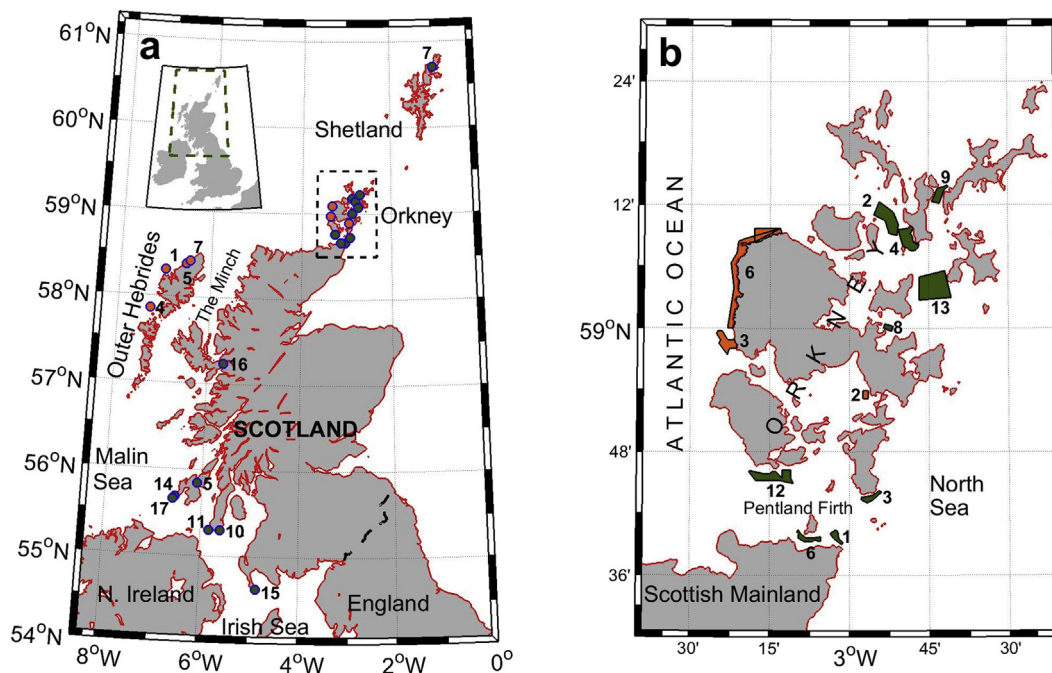 a
61°N
60°N
59°N
58°N
57°N
56°N
55°N
54°N
8°W
6°W
4°W
2°W
0°
7
Shetland
Orkney
1
7
5
4
Outer Hebrides
The Minch
16
SCOTLAND
Malin
Sea
14
5
17
11
10
15
N. Ireland
England
Irish Sea
b
24'
12'
59°N
48'
36'
30'
15'
3°W
45'
30'
ATLANTIC OCEAN
ORKNEY
9
2
4
6
13
8
3
2
12
3
North
Sea
Pentland Firth
6
1
Scottish Mainland